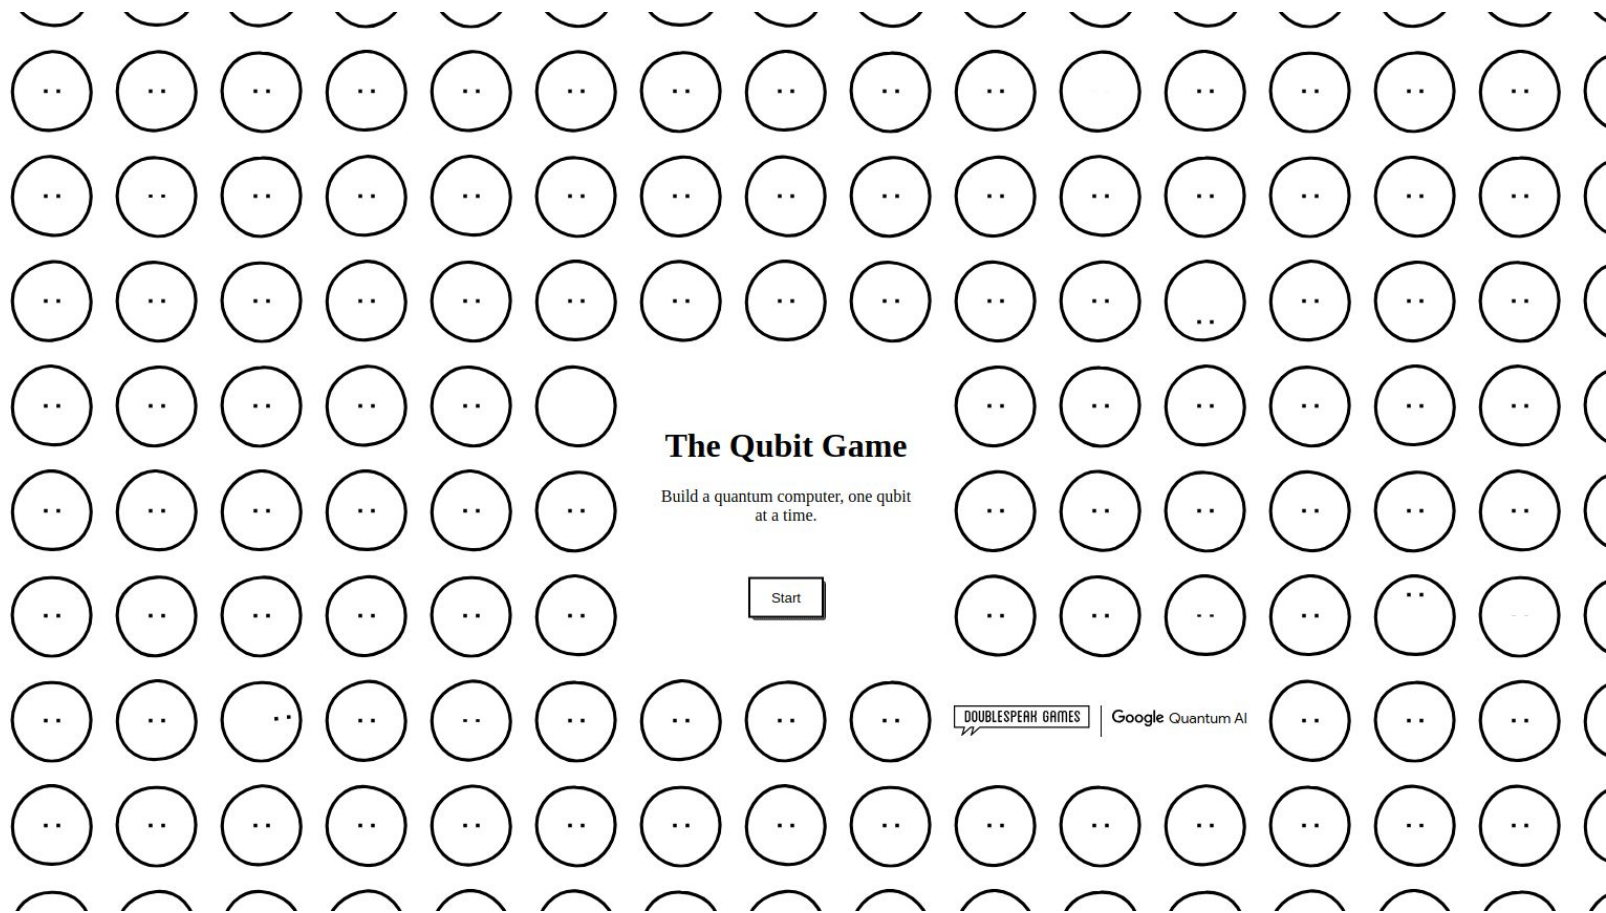 The Qubit Game
Build a quantum computer, one qubit
at a time.
Start
DOUBLESPEAK GAMES | Google Quantum AI